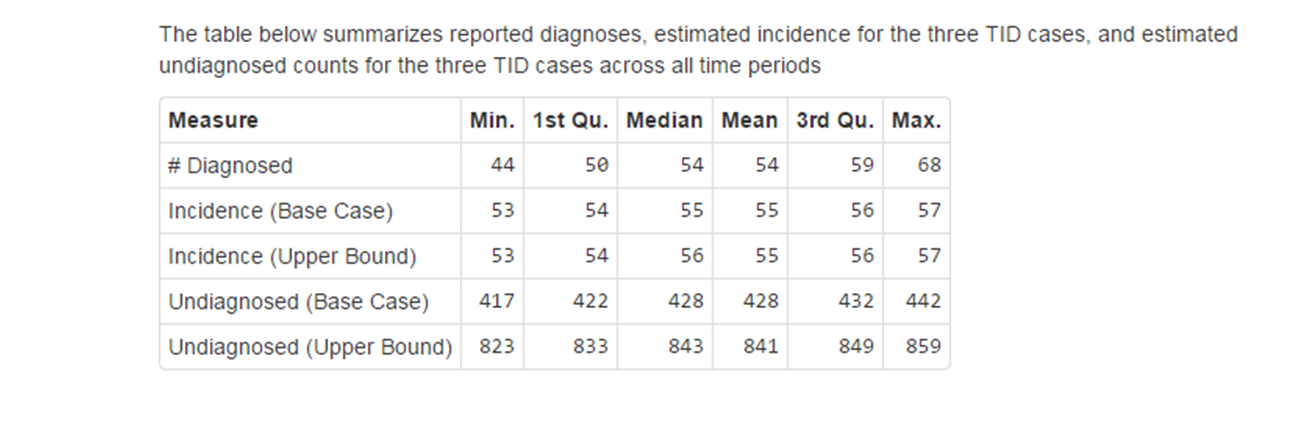 The table below summarizes reported diagnoses, estimated incidence for the three TID cases, and estimated
undiagnosed counts for the three TID cases across all time periods
Measure Min. 1st Qu. Median Mean 3rd Qu. Max.
# Diagnosed 44 50 54 54 59 68
Incidence (Base Case) 53 54 55 55 56 57
Incidence (Upper Bound) 53 54 56 55 56 57
Undiagnosed (Base Case) 417 422 428 428 432 442
Undiagnosed (Upper Bound) 823 833 843 841 849 859